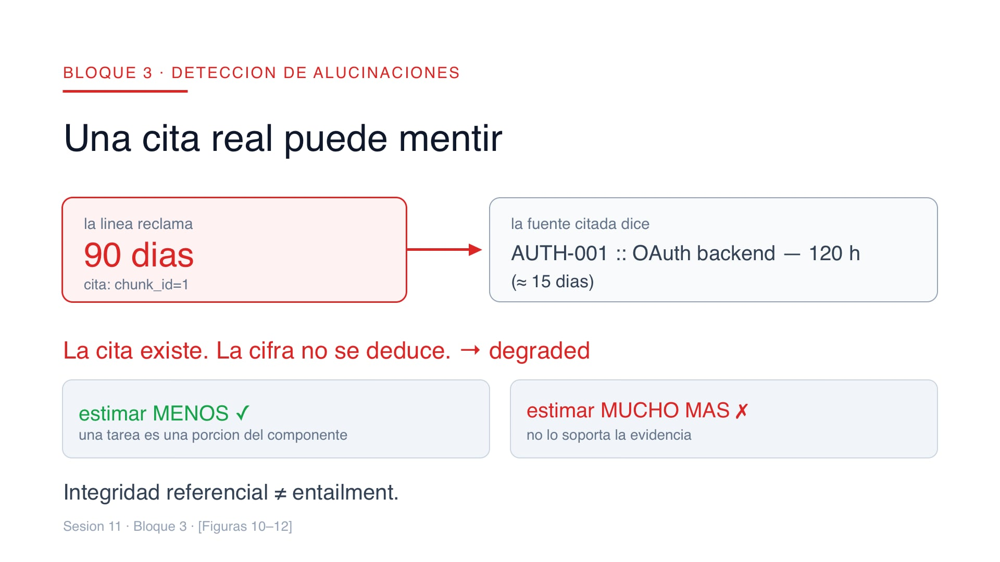 BLOQUE 3 · DETECCION DE ALUCINACIONES
Una cita real puede mentir
la linea reclama
90 dias
cita: chunk_id=1
la fuente citada dice
AUTH-001 :: OAuth backend — 120 h
(≈ 15 dias)
La cita existe. La cifra no se deduce. → degraded
estimar MENOS ✓
una tarea es una porcion del componente
estimar MUCHO MAS ✗
no lo soporta la evidencia
Integridad referencial ≠ entailment.
Sesion 11 · Bloque 3 · [Figuras 10–12]